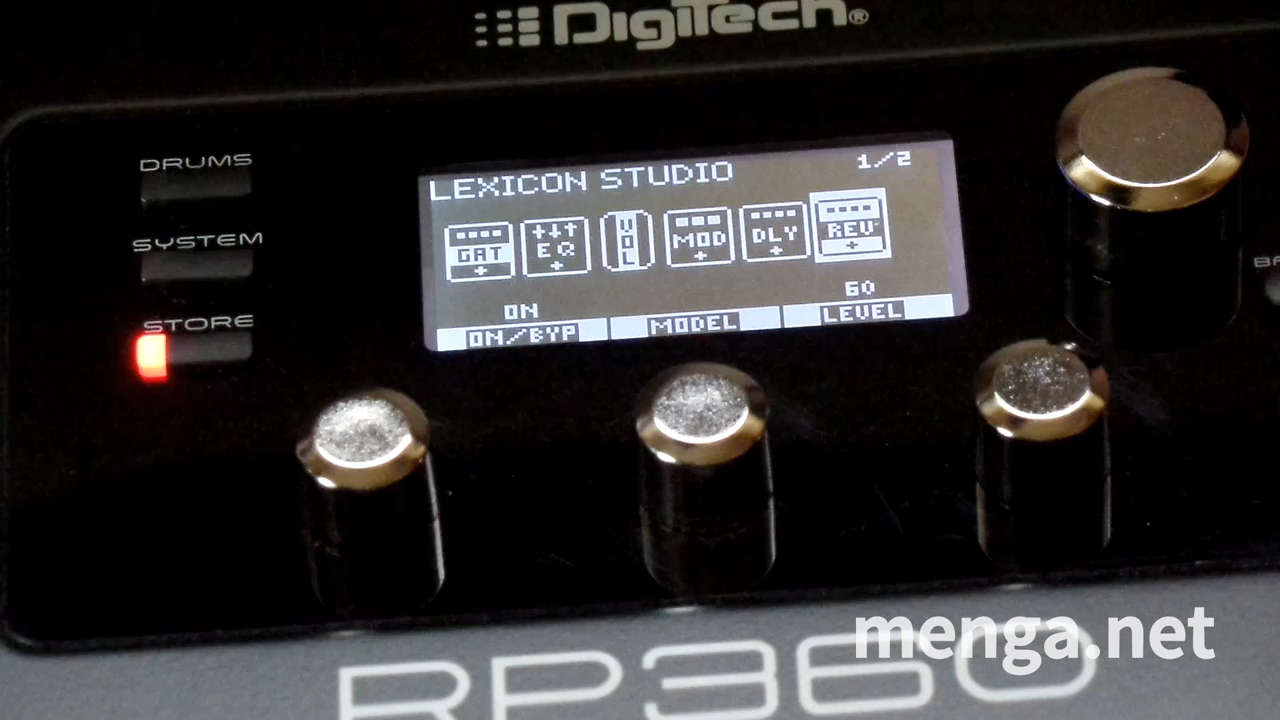 DigiTech®
DRUMS
SYSTEM
STORE
LEXICON STUDIO 1/2
GAT EQ VOL MOD DLY REV
ON 60
ON/BYP MODEL LEVEL
RP360
menga.net